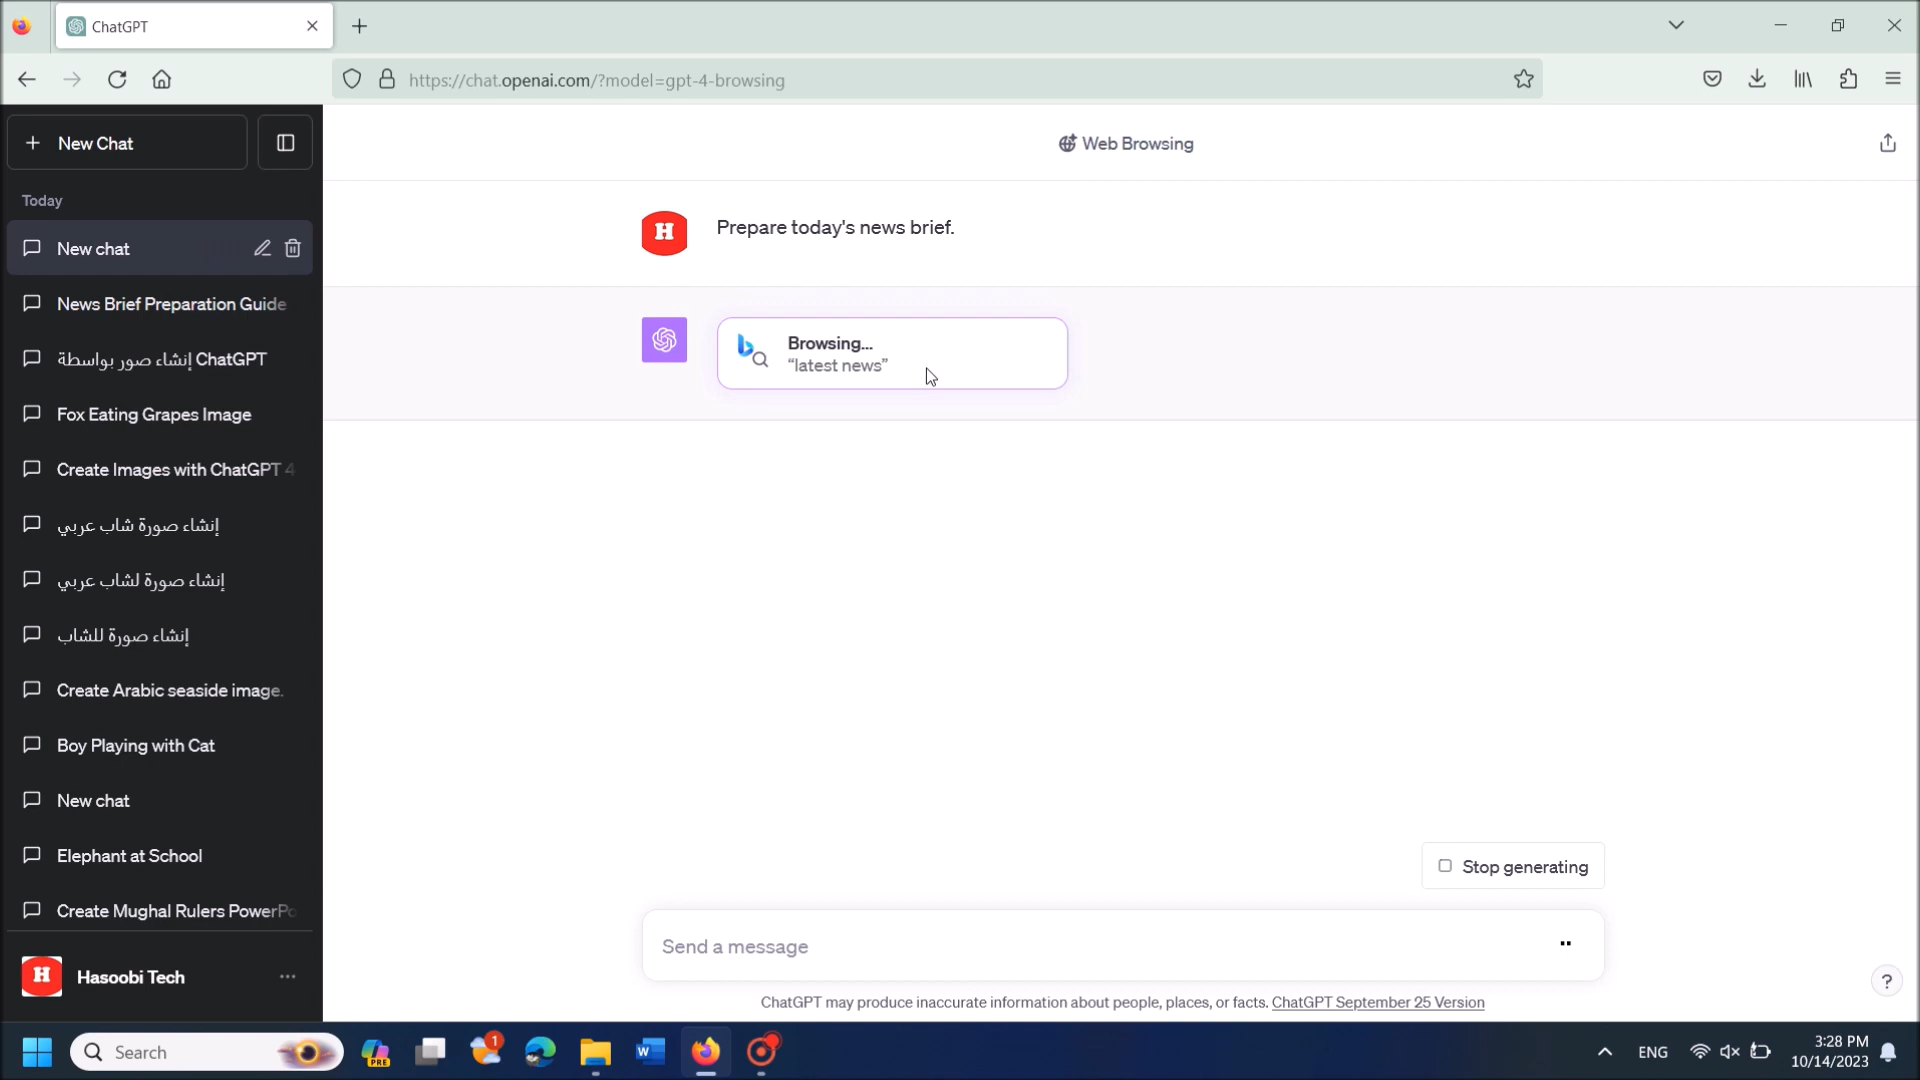 ChatGPT
https://chat.openai.com/?model=gpt-4-browsing
New Chat
Web Browsing
Today
H
Prepare today's news brief.
New chat
News Brief Preparation Guide
Browsing...
“latest news”
إنشاء صور بواسطة ChatGPT
Fox Eating Grapes Image
Create Images with ChatGPT 4
إنشاء صورة شاب عربي
إنشاء صورة لشاب عربي
إنشاء صورة للشاب
Create Arabic seaside image.
Boy Playing with Cat
New chat
Elephant at School
Stop generating
Create Mughal Rulers PowerPo
Send a message
H
Hasoobi Tech
?
ChatGPT may produce inaccurate information about people, places, or facts. ChatGPT September 25 Version
Search
PRE
1
W
ENG
3:28 PM
10/14/2023